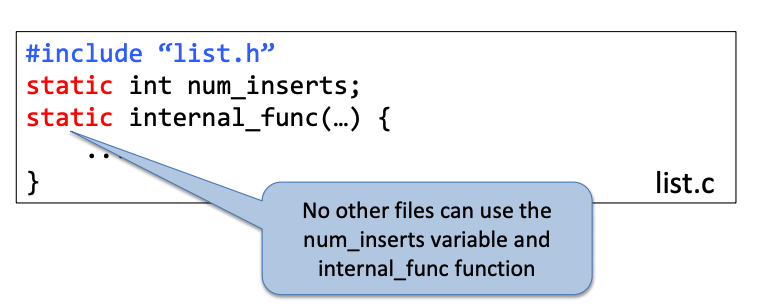 #include “list.h”
static int num_inserts;
static internal_func(…) {
...
}
list.c
No other files can use the
num_inserts variable and
internal_func function